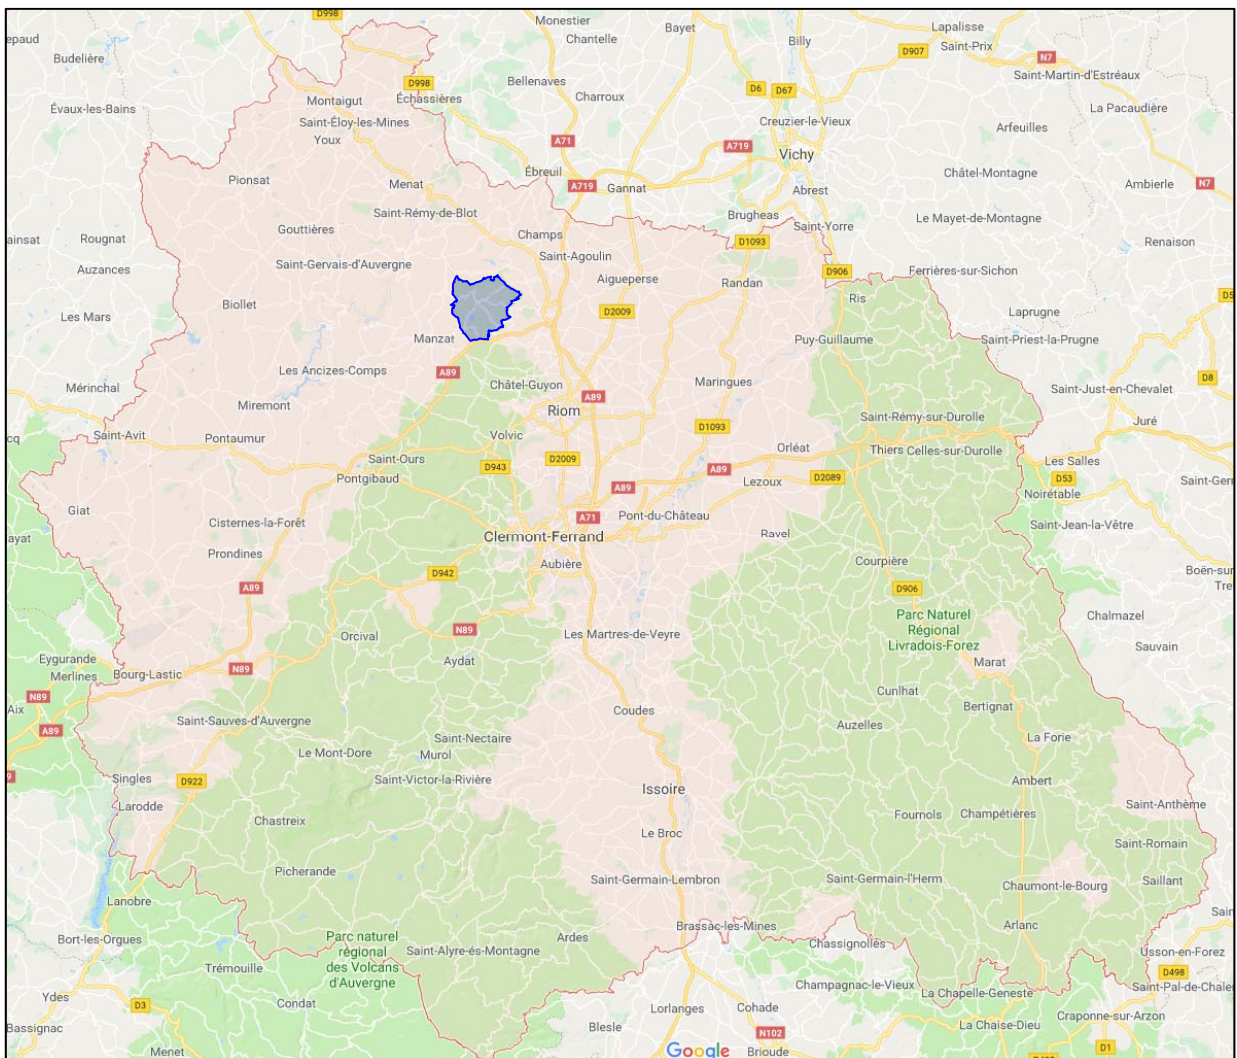 D998
Monestier
Bayet
Lapalisse
epaud
Chantelle
Billy
D907
Saint-Prix
Budelière
N7
Saint-Martin-d'Estréaux
D998
Bellenaves
D6
D67
Montaigut
Échassières
Charroux
Évaux-les-Bains
La Pacaudière
Saint-Éloy-les-Mines
Creuzier-le-Vieux
Arfeuilles
Youx
A71
A719
Vichy
Ébreuil
Châtel-Montagne
Pionsat
Menat
A719
Gannat
Abrest
Ambierle
N7
Saint-Rémy-de-Blot
Brugheas
Le Mayet-de-Montagne
Gouttières
Champs
Saint-Yorre
ainsat
Rougnat
D1093
Renaison
Saint-Agoulin
Auzances
Saint-Gervais-d'Auvergne
Aigueperse
D906
Ferrières-sur-Sichon
Randan
Biollet
Ris
D5
Les Mars
D2009
Laprugne
Manzat
Puy-Guillaume
Saint-Priest-la-Prugne
Les Ancizes-Comps
A89
D8
Mérinchal
Châtel-Guyon
Maringues
Saint-Just-en-Chevalet
A89
Miremont
Riom
Saint-Rémy-sur-Durolle
Juré
cq
Saint-Avit
Pontaumur
Volvic
D1093
Orléat
Thiers
Celles-sur-Durolle
Saint-Ours
D943
D2009
A89
Les Salles
Pontgibaud
Lezoux
D2089
D53
Saint-Ger
A89
Noirétable
Giat
Cisternes-la-Forêt
A71
Pont-du-Château
Saint-Jean-la-Vêtre
ayat
Clermont-Ferrand
Ravel
Prondines
Aubière
Courpière
D942
Boën-sur
A89
D906
Tre
Parc Naturel
Régional
Livradois-Forez
Chalmazel
Orcival
N89
Les Martres-de-Veyre
Sauvain
Eygurande
Aydat
Marat
Merlines
Bourg-Lastic
N89
N89
Cunlhat
Aix
Coudes
Bertignat
A89
Saint-Sauves-d'Auvergne
Auzelles
Saint-Nectaire
La Forie
Le Mont-Dore
Murol
Singles
D922
Saint-Victor-la-Rivière
Issoire
Ambert
Larodde
Saint-Anthème
Chastreix
Fournols
Champétières
Le Broc
Saint-Romain
Picherande
Saint-Germain-Lembron
Saint-Germain-l'Herm
Chaumont-le-Bourg
Saillant
Lanobre
Sain
Brassac-les-Mines
Arlanc
Bort-les-Orgues
Parc naturel
régional
des Volcans
d'Auvergne
Ardes
Chassignolles
Saint-Alyre-ès-Montagne
Usson-en-Forez
Trémouille
D498
Champagnac-le-Vieux
Saint-Pal-de-Chale
Ydes
La Chapelle-Geneste
D3
Condat
Lorlanges
Cohade
Craponne-sur-Arzon
Bassignac
Blesle
N102
La Chaise-Dieu
Menet
Google
Brioude
D1